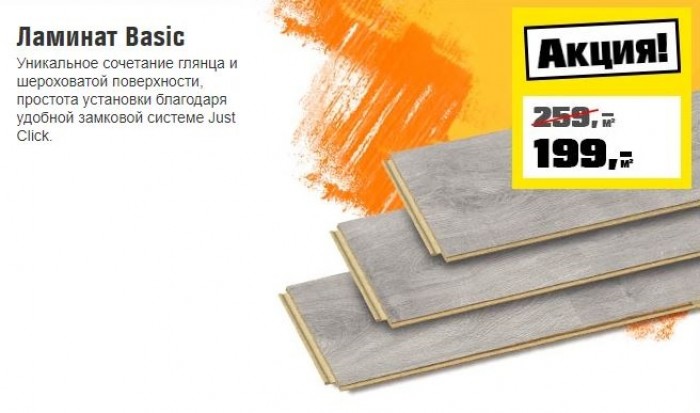 Ламинат Basic
Уникальное сочетание глянца и
шероховатой поверхности,
простота установки благодаря
удобной замковой системе Just
Click.
Акция!
259,-м²
199,-м²